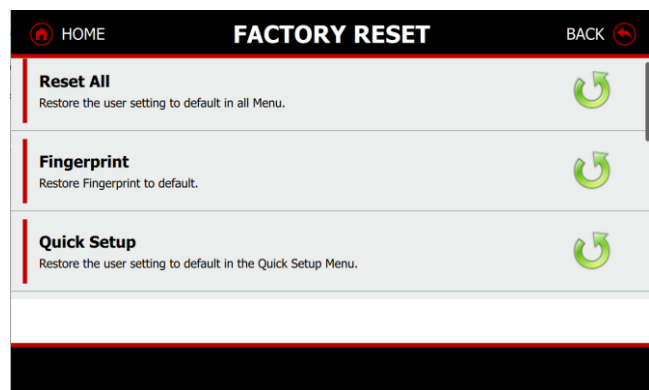 HOME FACTORY RESET BACK
Reset All
Restore the user setting to default in all Menu.
Fingerprint
Restore Fingerprint to default.
Quick Setup
Restore the user setting to default in the Quick Setup Menu.